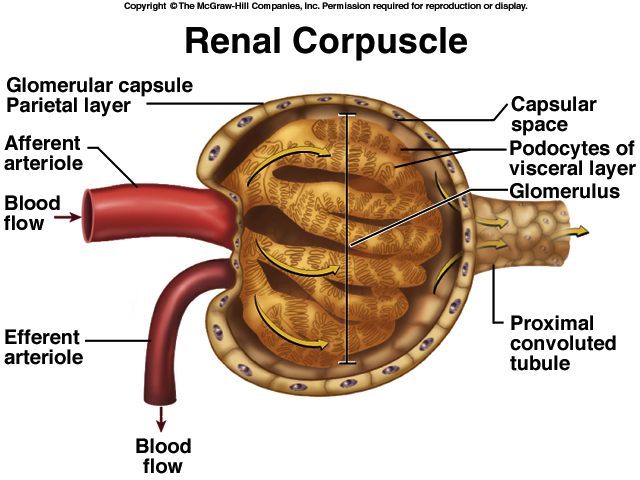 Copyright © The McGraw-Hill Companies, Inc. Permission required for reproduction or display.
Renal Corpuscle
Glomerular capsule
Parietal layer
Afferent
arteriole
Blood
flow
Efferent
arteriole
Blood
flow
Capsular
space
Podocytes of
visceral layer
Glomerulus
Proximal
convoluted
tubule